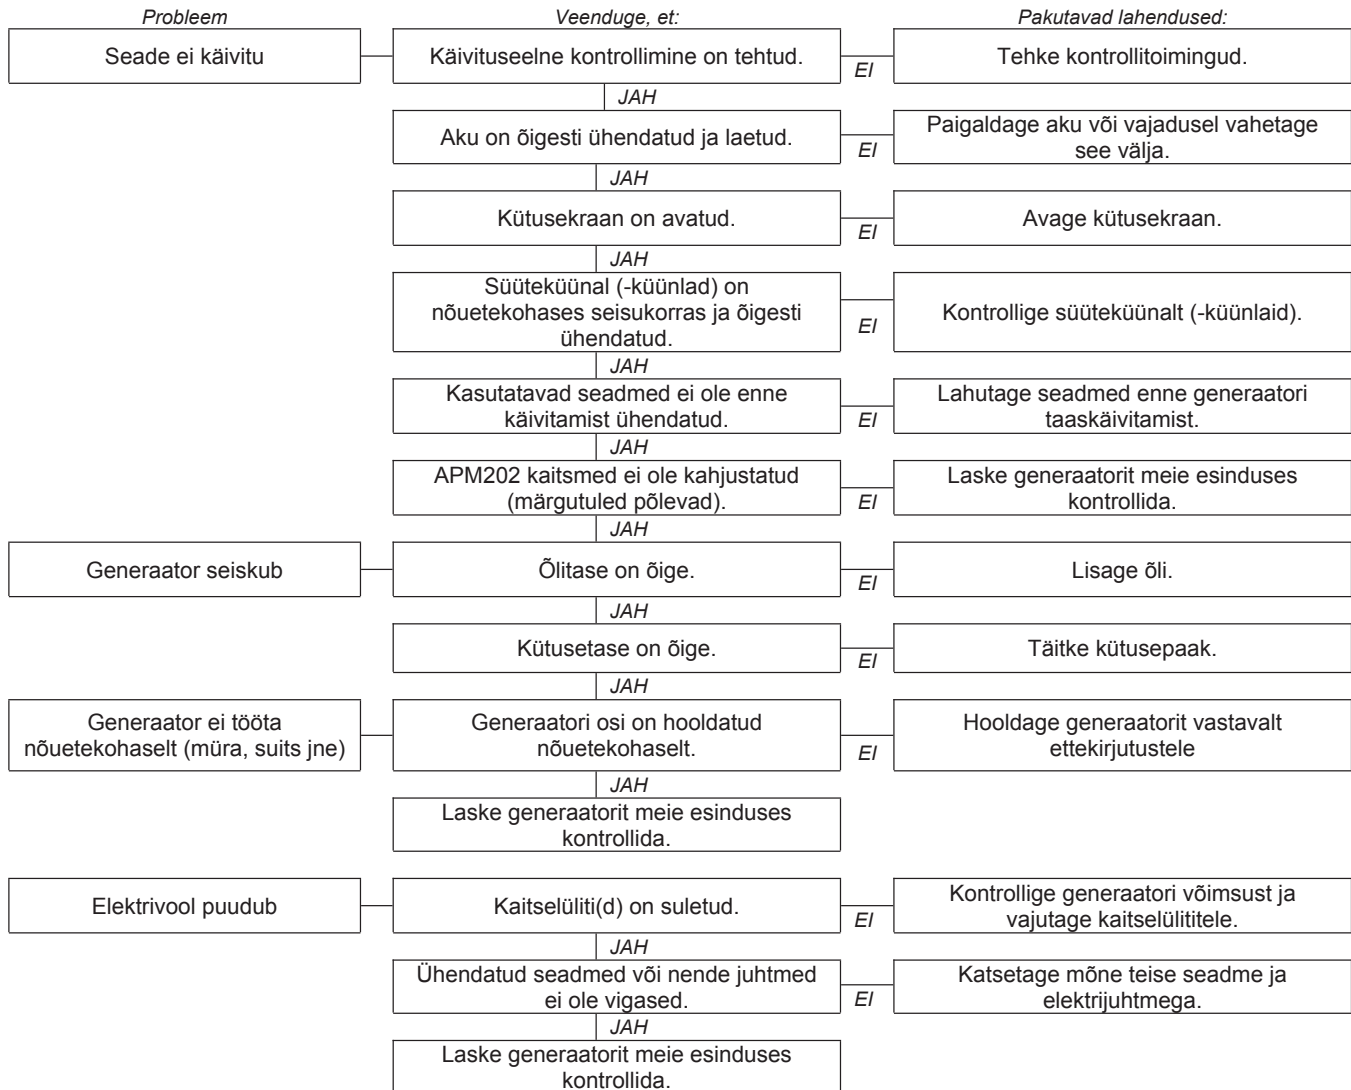 Probleem
Veenduge, et:
Pakutavad lahendused:
Seade ei käivitu
Käivituseelne kontrollimine on tehtud.
EI
Tehke kontrollitoimingud.
JAH
Aku on õigesti ühendatud ja laetud.
EI
Paigaldage aku või vajadusel vahetage
see välja.
JAH
Kütusekraan on avatud.
EI
Avage kütusekraan.
JAH
Süüteküünal (-küünlad) on
nõuetekohases seisukorras ja õigesti
ühendatud.
EI
Kontrollige süüteküünalt (-küünlaid).
JAH
Kasutatavad seadmed ei ole enne
käivitamist ühendatud.
EI
Lahutage seadmed enne generaatori
taaskäivitamist.
JAH
APM202 kaitsmed ei ole kahjustatud
(märgutuled põlevad).
EI
Laske generaatorit meie esinduses
kontrollida.
JAH
Generaator seiskub
Õlitase on õige.
EI
Lisage õli.
JAH
Kütusetase on õige.
EI
Täitke kütusepaak.
JAH
Generaator ei tööta
nõuetekohaselt (müra, suits jne)
Generaatori osi on hooldatud
nõuetekohaselt.
EI
Hooldage generaatorit vastavalt
ettekirjutustele
JAH
Laske generaatorit meie esinduses
kontrollida.
Elektrivool puudub
Kaitselüliti(d) on suletud.
EI
Kontrollige generaatori võimsust ja
vajutage kaitselülititele.
JAH
Ühendatud seadmed või nende juhtmed
ei ole vigased.
EI
Katsetage mõne teise seadme ja
elektrijuhtmega.
JAH
Laske generaatorit meie esinduses
kontrollida.